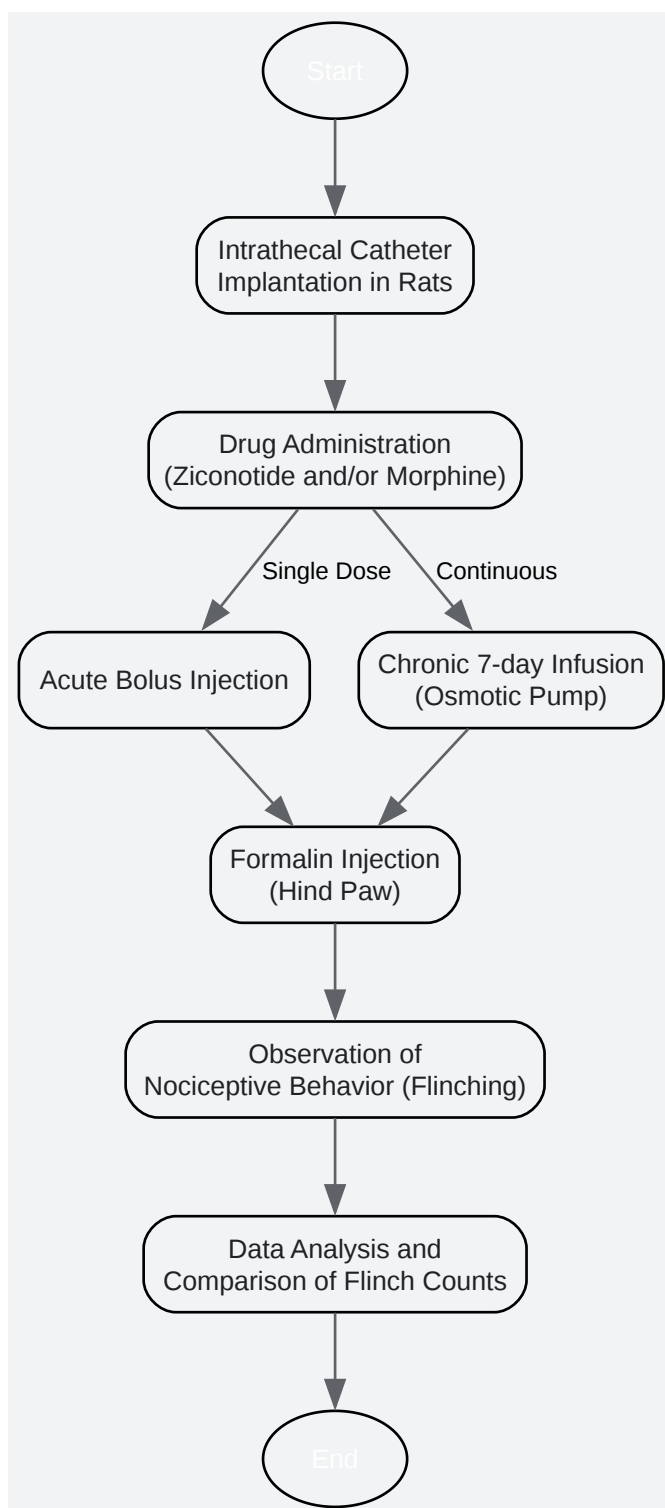 Start
Intrathecal Catheter
Implantation in Rats
Drug Administration
(Ziconotide and/or Morphine)
Single Dose
Continuous
Acute Bolus Injection
Chronic 7-day Infusion
(Osmotic Pump)
Formalin Injection
(Hind Paw)
Observation of
Nociceptive Behavior (Flinching)
Data Analysis and
Comparison of Flinch Counts
End